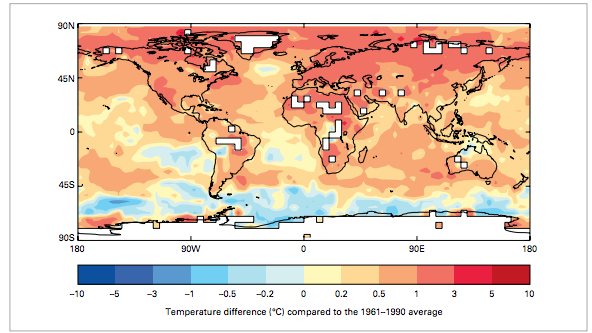 90N
45N
0
45S
90S
180 90W 0 90E 180
−10 −5 −3 −1 −0.5 −0.2 0 0.2 0.5 1 3 5 10
Temperature difference (°C) compared to the 1961–1990 average